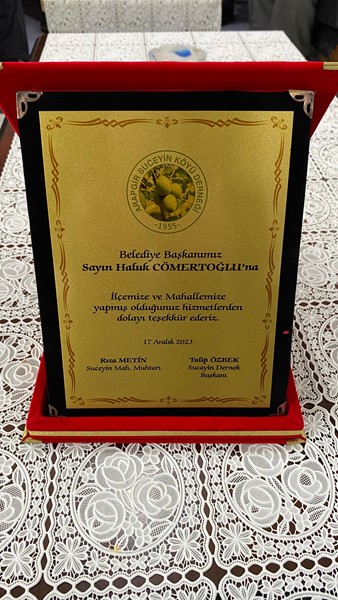 ARAPGİR SUCEYİN KÖYÜ DERNEĞİ
-1955-
Belediye Başkanımız
Sayın Haluk CÖMERTOĞLU'na
İlçemize ve Mahallemize
yapmış olduğunuz hizmetlerden
dolayı teşekkür ederiz.
17 Aralık 2023
Rıza METİN
Suceyin Mah. Muhtarı
Talip ÖZBEK
Suceyin Dernek
Başkanı